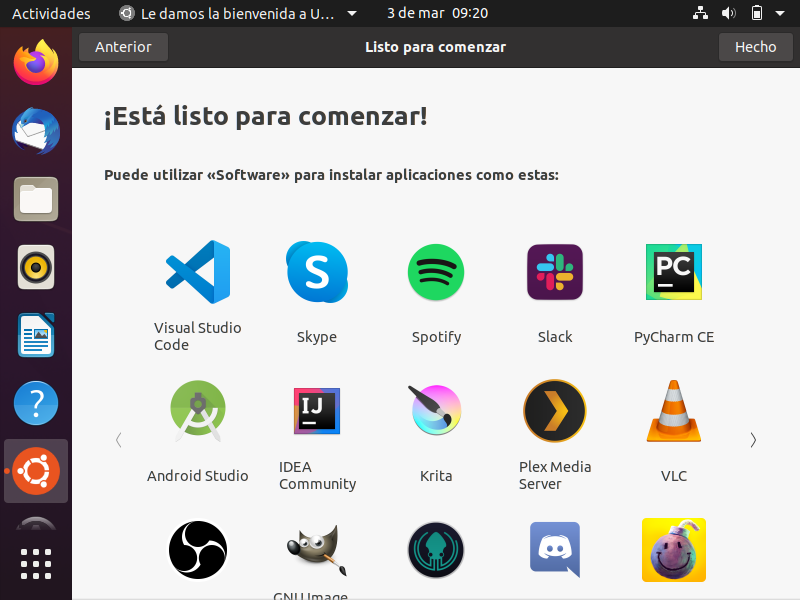 Actividades Le damos la bienvenida a U... 3 de mar 09:20
Anterior Listo para comenzar Hecho
¡Está listo para comenzar!
Puede utilizar «Software» para instalar aplicaciones como estas:
S
PC
Visual Studio
Code
Skype
Spotify
Slack
PyCharm CE
IJ
Android Studio
IDEA
Community
Krita
Plex Media
Server
VLC
?
GNU Image